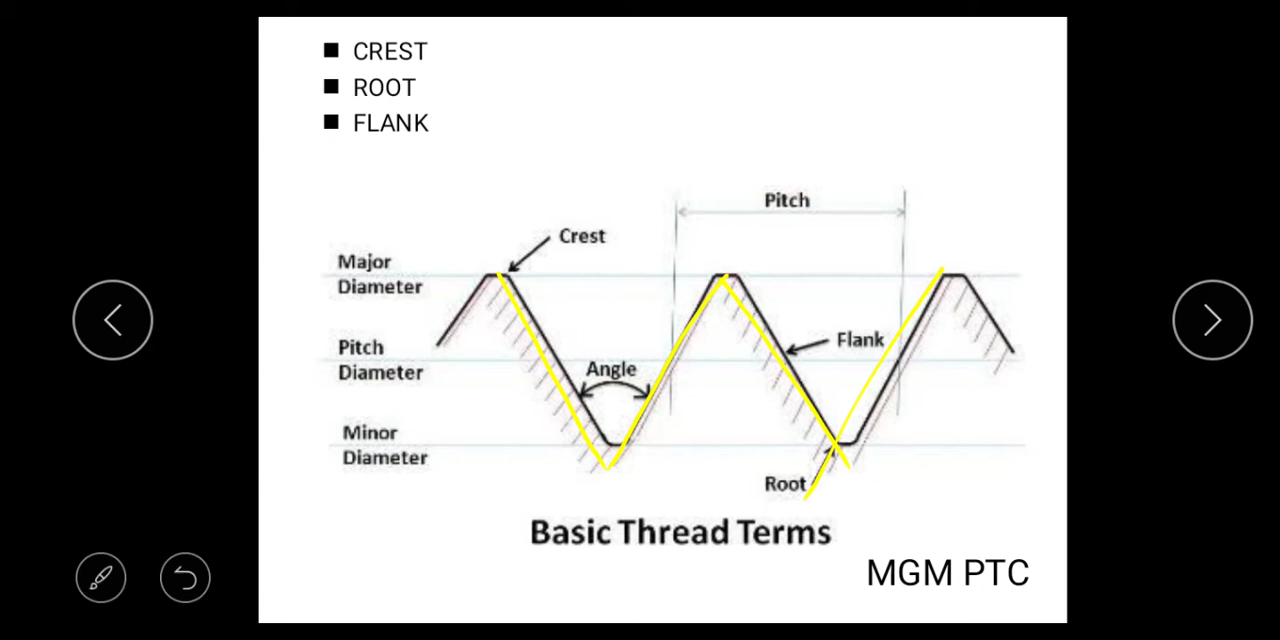 CREST
ROOT
FLANK
Pitch
Crest
Major
Diameter
Pitch
Diameter
Flank
Angle
Minor
Diameter
Root
Basic Thread Terms
MGM PTC